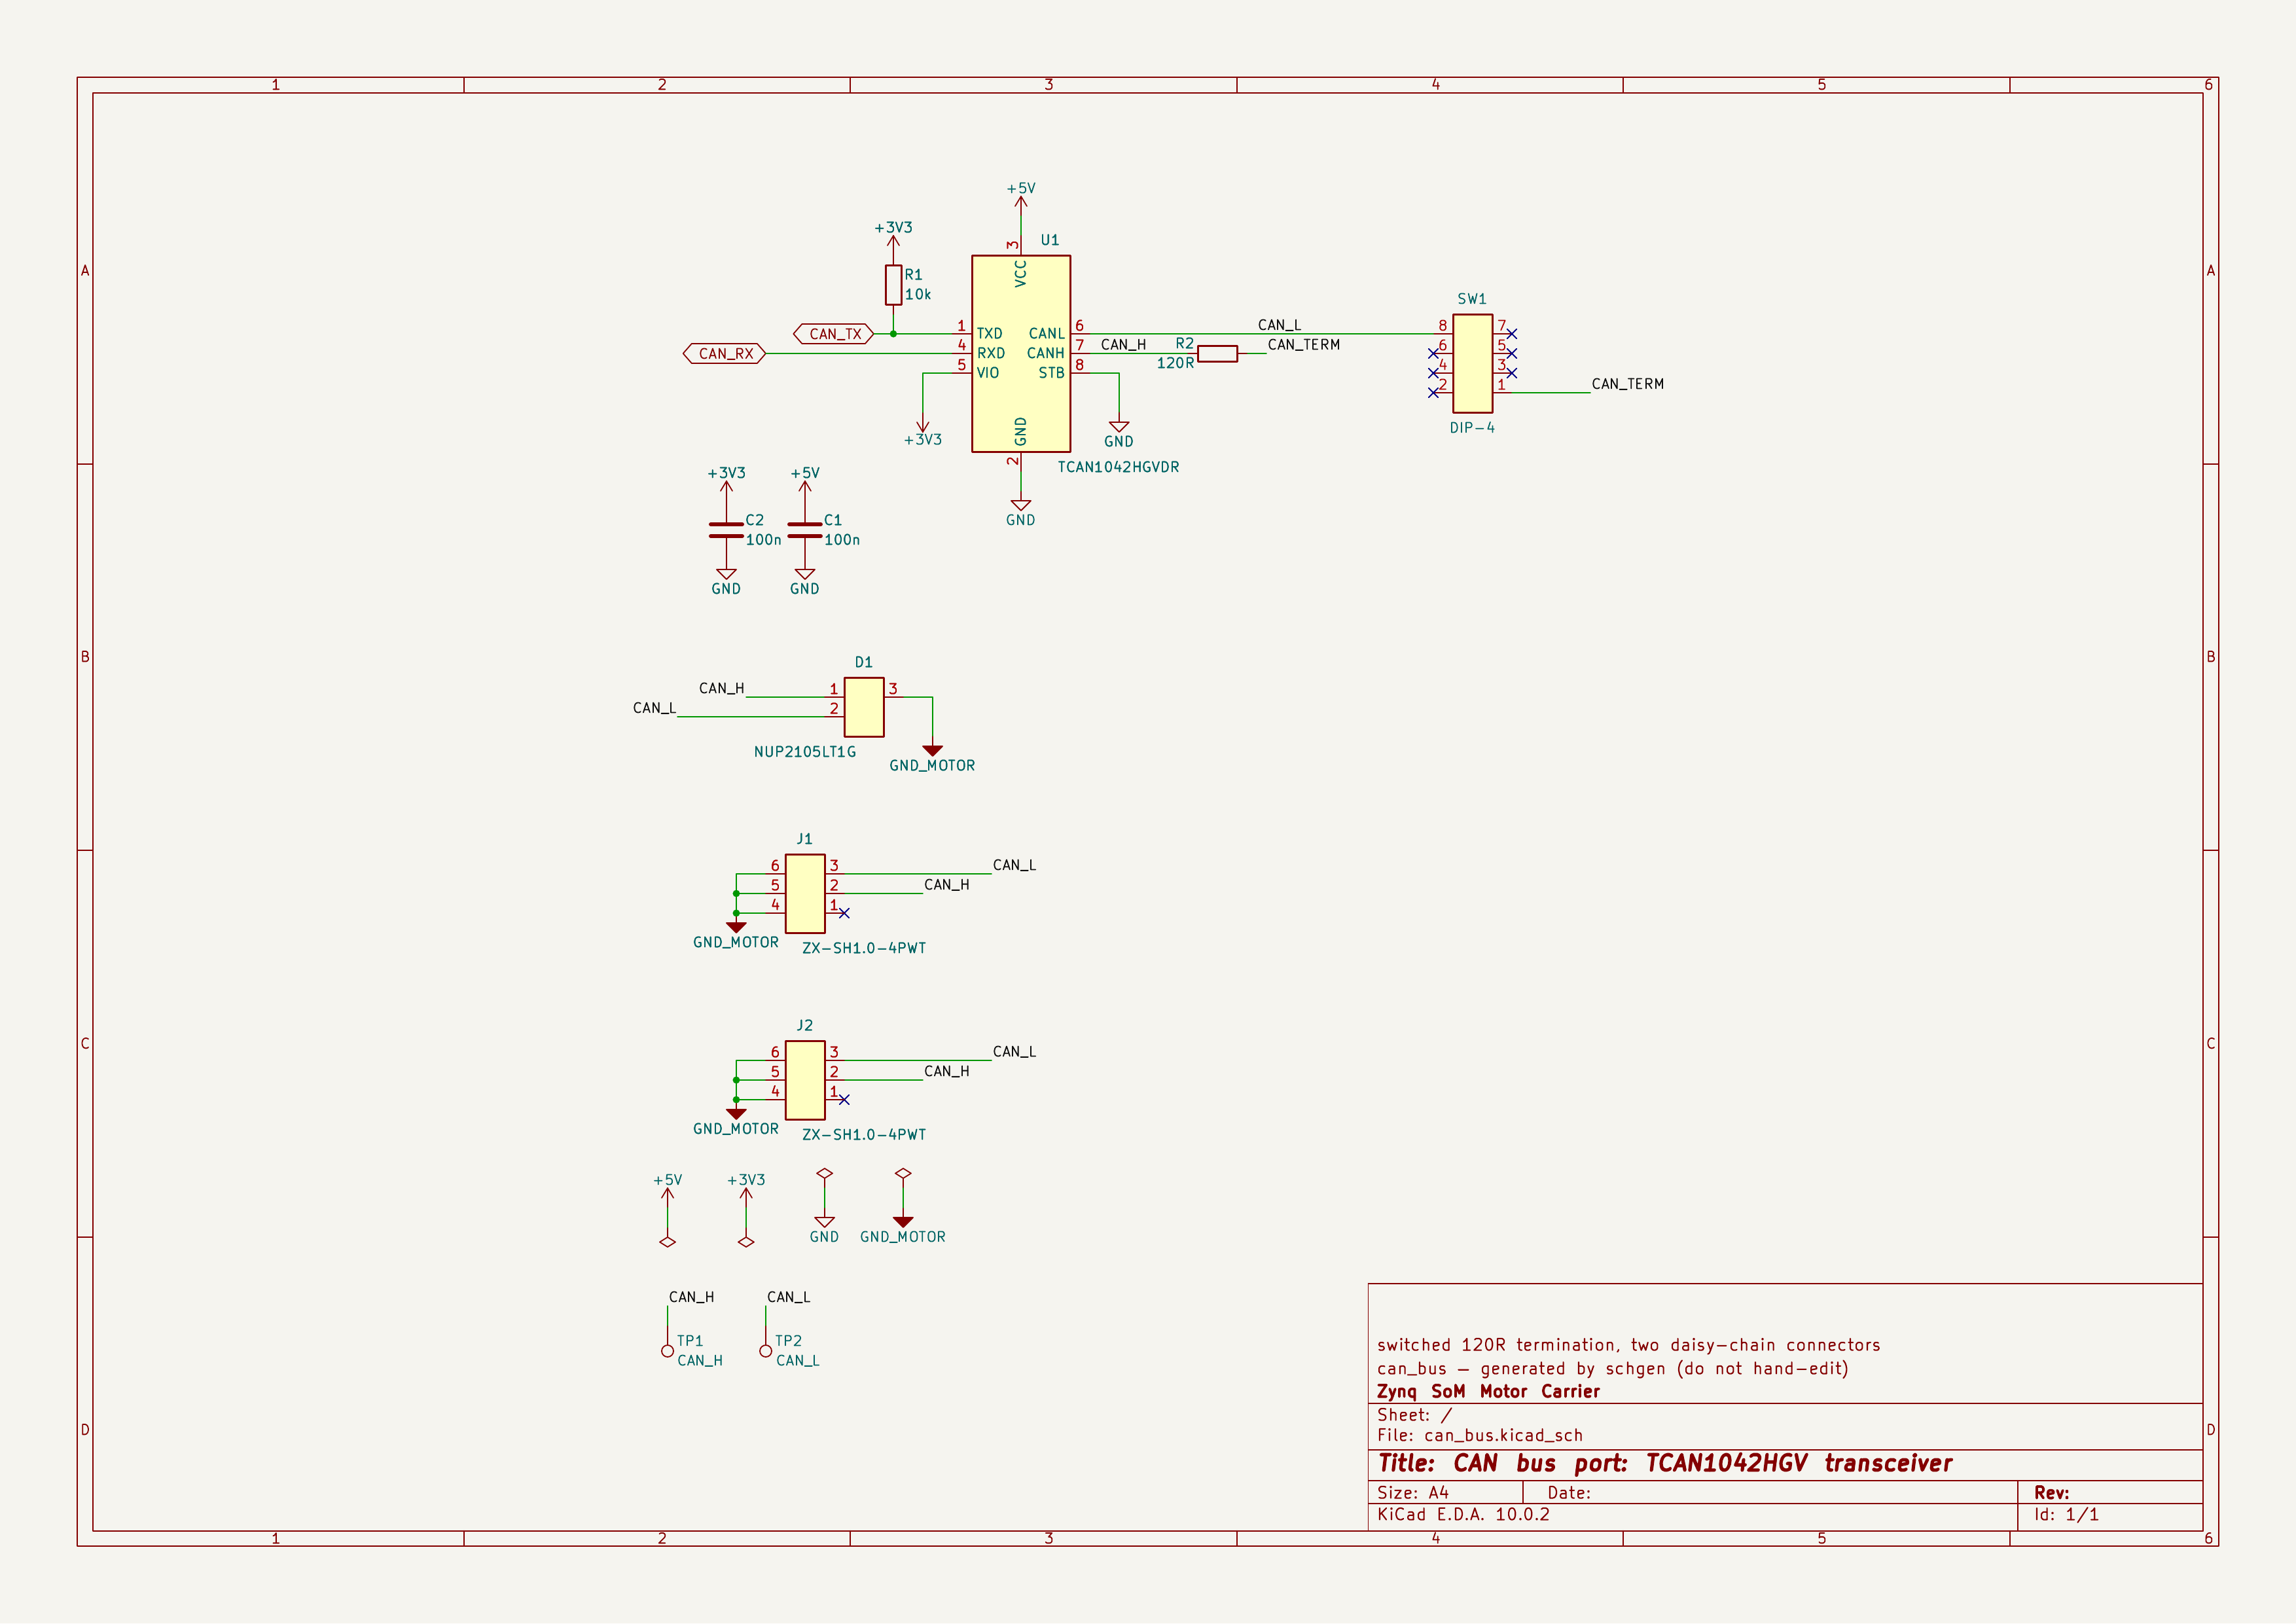 1 2 3 4 5 6
A A
B B
C C
D D
+5V
+3V3
U1
R1
10k
3
VCC
CAN_TX
CAN_RX
1 TXD
4 RXD
5 VIO
CANL 6
CANH 7
STB 8
GND
2
CAN_L
CAN_H
R2
120R
CAN_TERM
SW1
8 7
6 5
4 3
2 1
CAN_TERM
DIP-4
+3V3
GND
TCAN1042HGVDR
GND
+3V3 +5V
C2 C1
100n 100n
GND GND
D1
CAN_H 1 3
CAN_L 2
NUP2105LT1G
GND_MOTOR
J1
6 3 CAN_L
5 2 CAN_H
4 1
GND_MOTOR
ZX-SH1.0-4PWT
J2
6 3 CAN_L
5 2 CAN_H
4 1
GND_MOTOR
ZX-SH1.0-4PWT
+5V +3V3
GND GND_MOTOR
CAN_H CAN_L
TP1 TP2
CAN_H CAN_L
switched 120R termination, two daisy-chain connectors
can_bus — generated by schgen (do not hand-edit)
Zynq SoM Motor Carrier
Sheet: /
File: can_bus.kicad_sch
Title: CAN bus port: TCAN1042HGV transceiver
Size: A4 Date: Rev:
KiCad E.D.A. 10.0.2 Id: 1/1
1 2 3 4 5 6